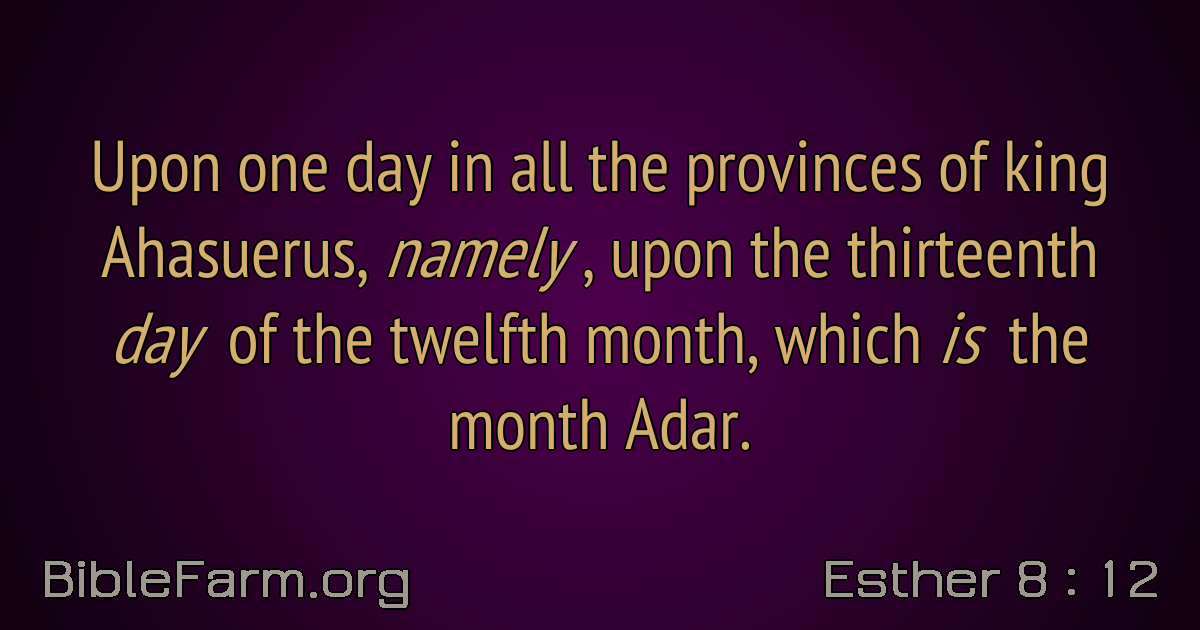 Upon one day in all the provinces of king
Ahasuerus, namely , upon the thirteenth
day of the twelfth month, which is the
month Adar.
BibleFarm.org
Esther 8 : 12